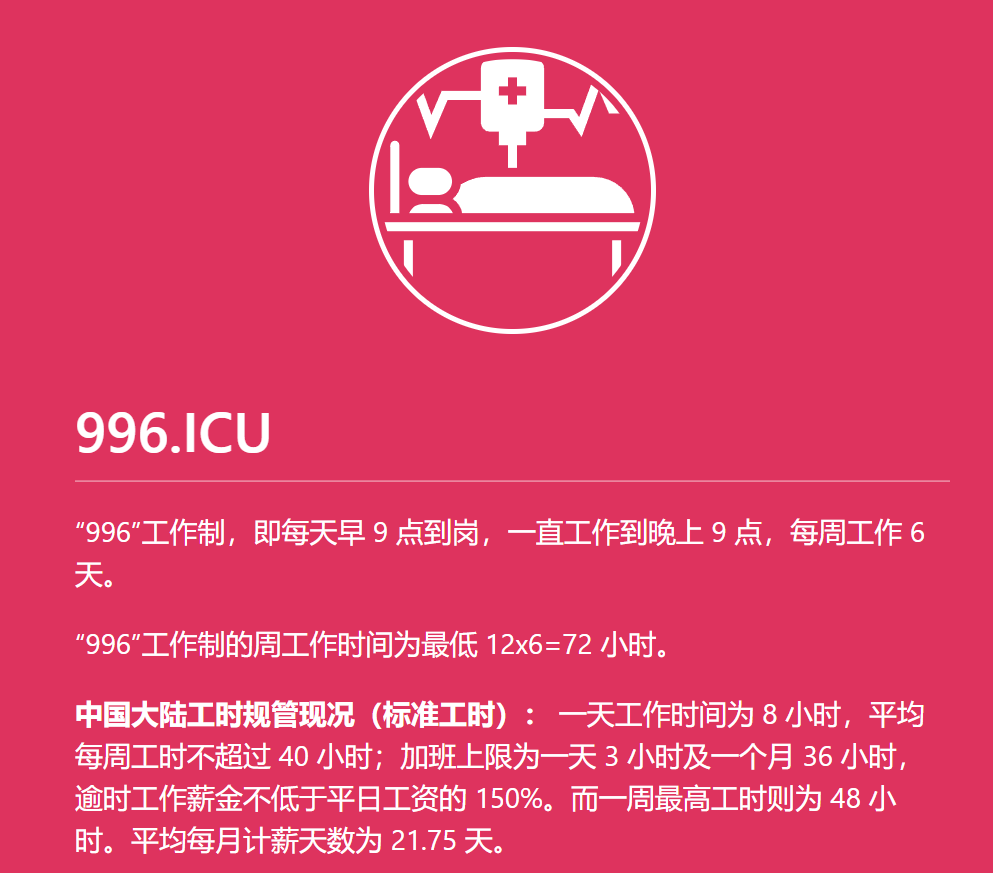 996.ICU
“996”工作制，即每天早 9 点到岗，一直工作到晚上 9 点，每周工作 6
天。
“996”工作制的周工作时间为最低 12x6=72 小时。
中国大陆工时规管现况（标准工时）： 一天工作时间为 8 小时，平均
每周工时不超过 40 小时；加班上限为一天 3 小时及一个月 36 小时，
逾时工作薪金不低于平日工资的 150%。而一周最高工时则为 48 小
时。平均每月计薪天数为 21.75 天。